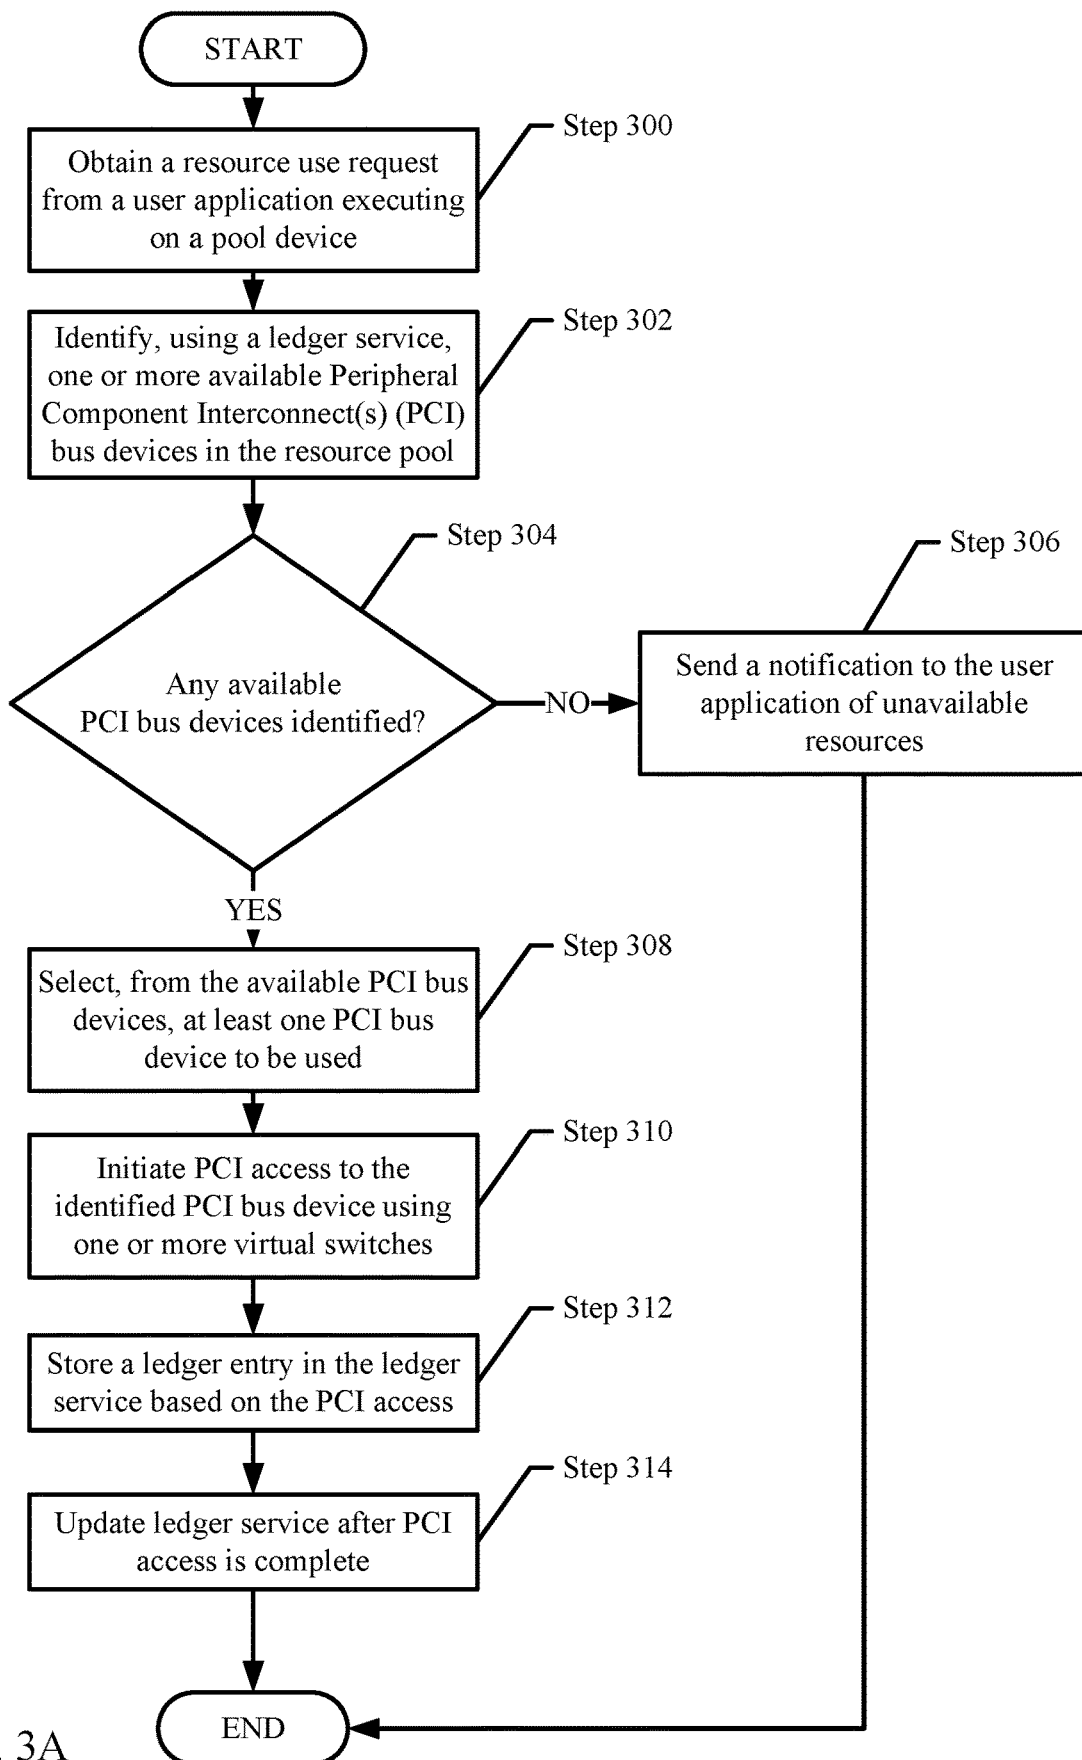 START
Step 300
Obtain a resource use request
from a user application executing
on a pool device
Step 302
Identify, using a ledger service,
one or more available Peripheral
Component Interconnect(s) (PCI)
bus devices in the resource pool
Step 304
Any available
PCI bus devices identified?
NO
Step 306
Send a notification to the user
application of unavailable
resources
YES
Step 308
Select, from the available PCI bus
devices, at least one PCI bus
device to be used
Step 310
Initiate PCI access to the
identified PCI bus device using
one or more virtual switches
Step 312
Store a ledger entry in the ledger
service based on the PCI access
Step 314
Update ledger service after PCI
access is complete
END
. 3A